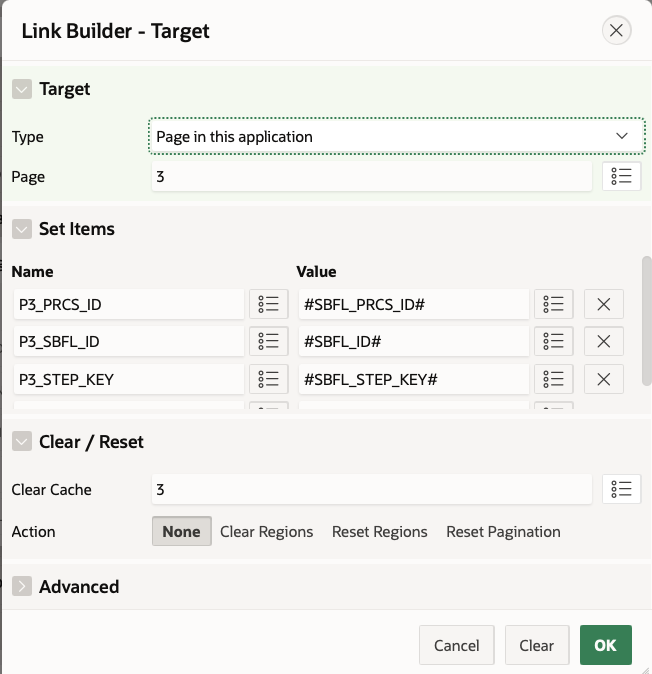 Link Builder - Target
Target
Type Page in this application
Page 3
Set Items
Name Value
P3_PRCS_ID #SBFL_PRCS_ID#
P3_SBFL_ID #SBFL_ID#
P3_STEP_KEY #SBFL_STEP_KEY#
Clear / Reset
Clear Cache 3
Action None Clear Regions Reset Regions Reset Pagination
Advanced
Cancel Clear OK